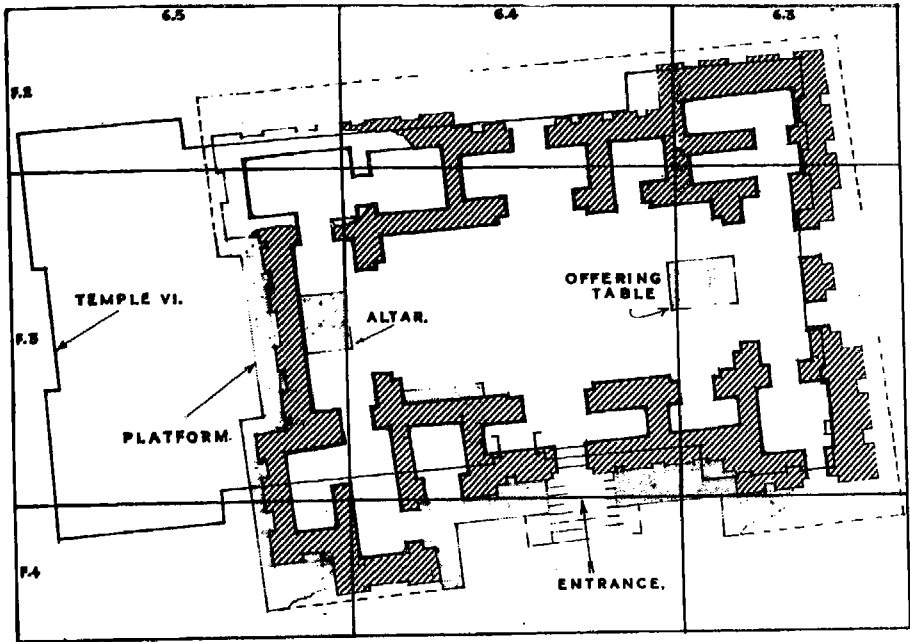 6.5 6.4 6.3
F.2
OFFERING
TABLE
TEMPLE VI.
ALTAR.
F.3
PLATFORM.
F.4
ENTRANCE.